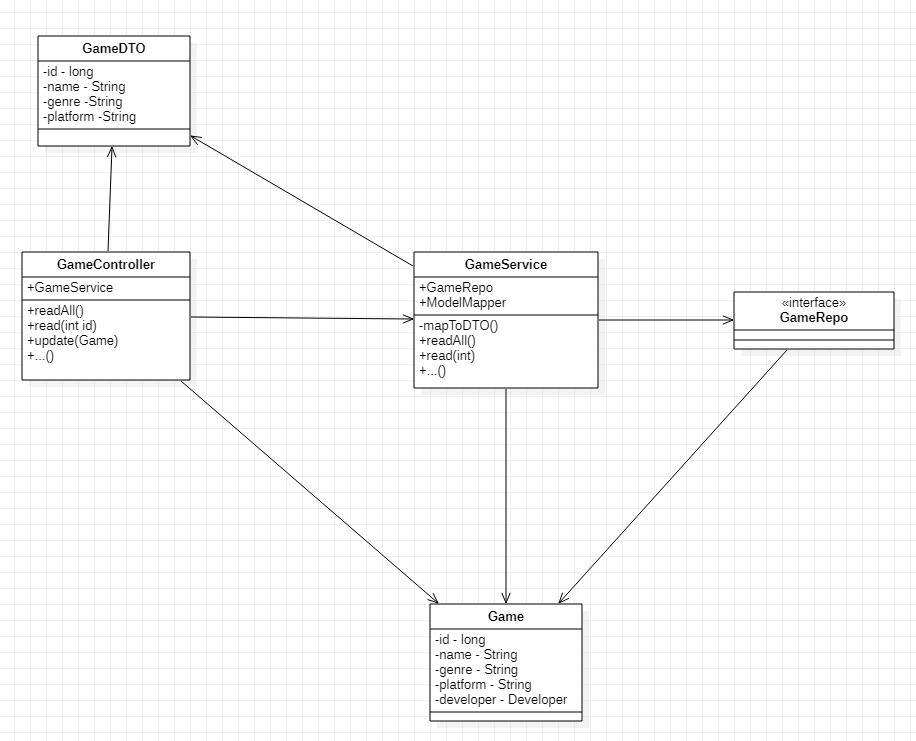 GameDTO
-id - long
-name - String
-genre -String
-platform -String
GameController
+GameService
+readAll()
+read(int id)
+update(Game)
+...()
GameService
+GameRepo
+ModelMapper
-mapToDTO()
+readAll()
+read(int)
+...()
«interface»
GameRepo
Game
-id - long
-name - String
-genre - String
-platform - String
-developer - Developer